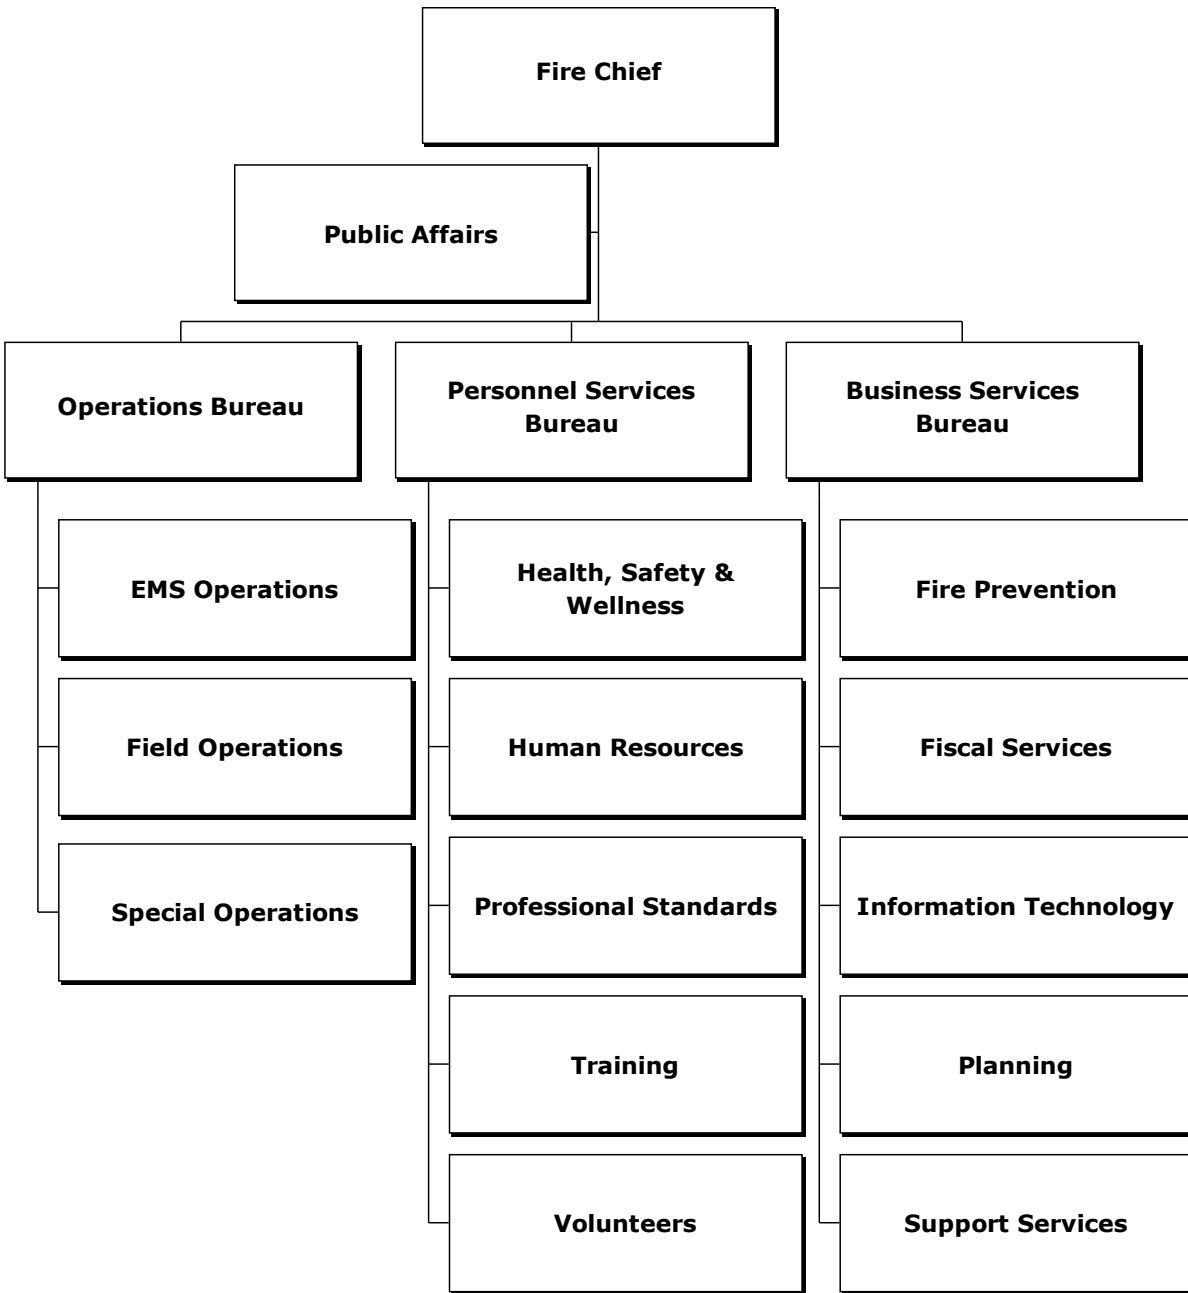 Fire Chief
Public Affairs
Operations Bureau
Personnel Services
Bureau
Business Services
Bureau
EMS Operations
Field Operations
Special Operations
Health, Safety &
Wellness
Human Resources
Professional Standards
Training
Volunteers
Fire Prevention
Fiscal Services
Information Technology
Planning
Support Services